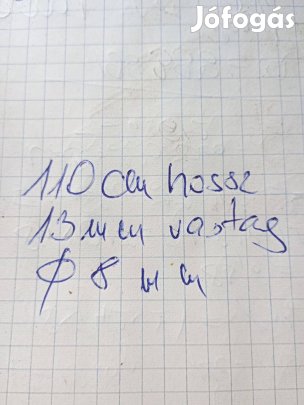 Jófogás
110 cm hossz
13 mm vastag
φ 8 mm